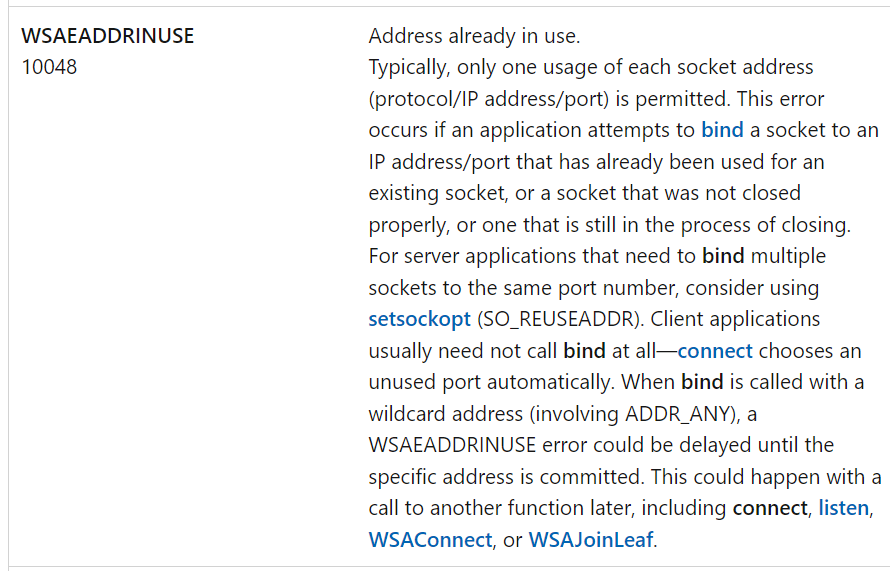 WSAEADDRINUSE
10048
Address already in use.
Typically, only one usage of each socket address
(protocol/IP address/port) is permitted. This error
occurs if an application attempts to bind a socket to an
IP address/port that has already been used for an
existing socket, or a socket that was not closed
properly, or one that is still in the process of closing.
For server applications that need to bind multiple
sockets to the same port number, consider using
setsockopt (SO_REUSEADDR). Client applications
usually need not call bind at all—connect chooses an
unused port automatically. When bind is called with a
wildcard address (involving ADDR_ANY), a
WSAEADDRINUSE error could be delayed until the
specific address is committed. This could happen with a
call to another function later, including connect, listen,
WSAConnect, or WSAJoinLeaf.